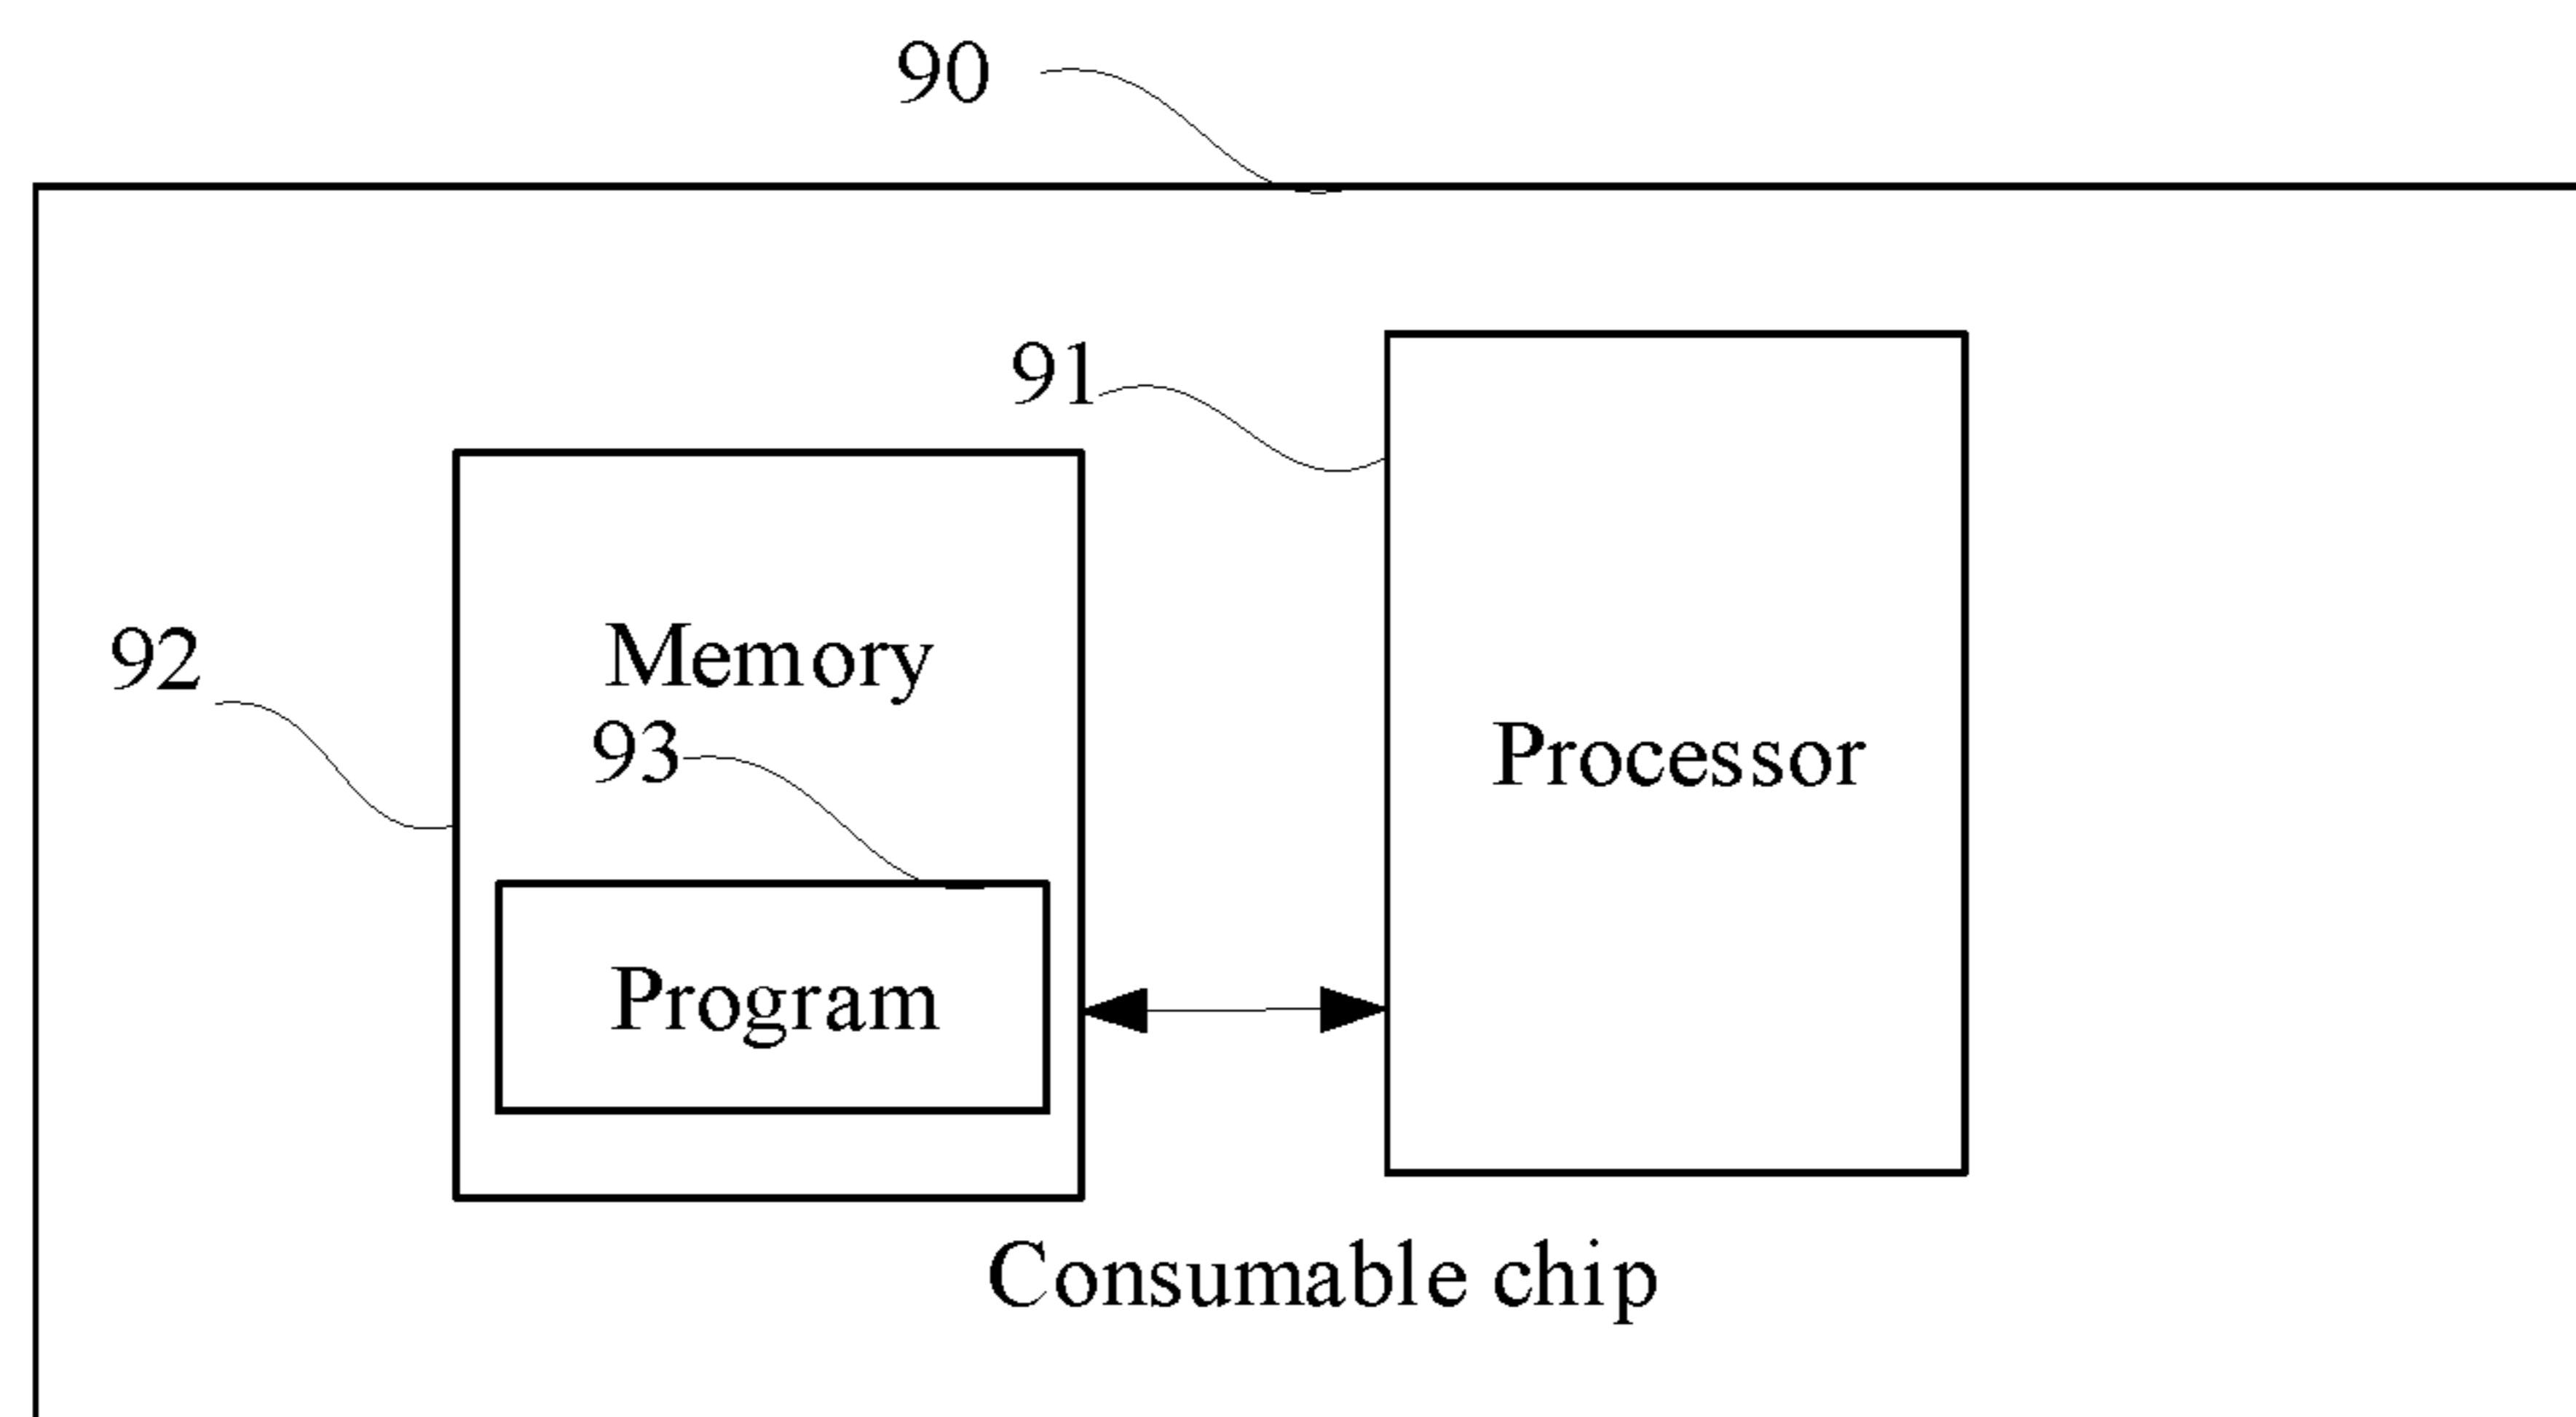 90
91
92
Memory
93
Processor
Program
Consumable chip